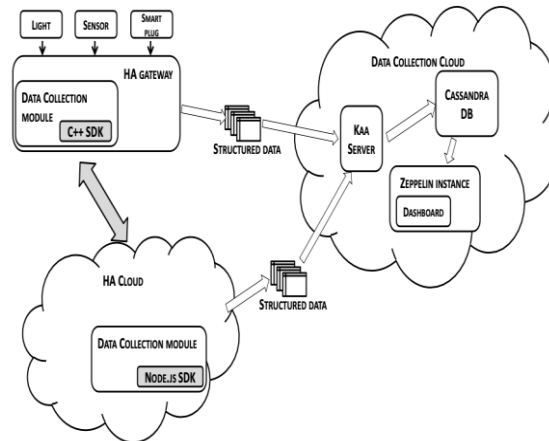 LIGHT
SENSOR
SMART
PLUG
HA GATEWAY
DATA COLLECTION
MODULE
C++ SDK
STRUCTURED DATA
DATA COLLECTION CLOUD
KAA
SERVER
CASSANDRA
DB
ZEPPELIN INSTANCE
DASHBOARD
HA CLOUD
STRUCTURED DATA
DATA COLLECTION MODULE
NODE.JS SDK